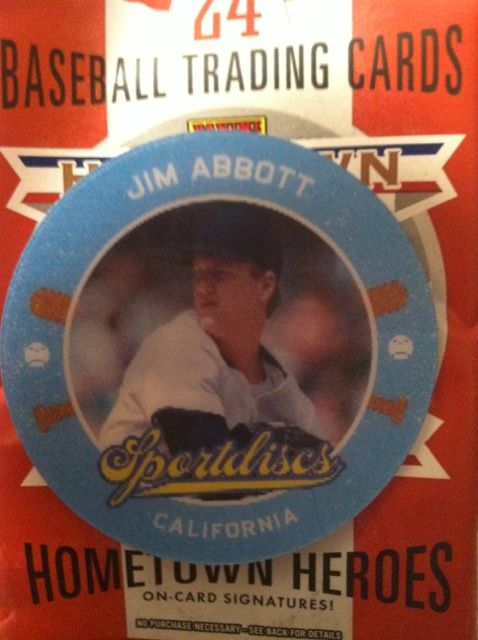 24
BASEBALL TRADING CARDS
JIM ABBOTT
Sportdiscs
CALIFORNIA
HOMETOWN HEROES
ON-CARD SIGNATURES!
NO PURCHASE NECESSARY - SEE BACK FOR DETAILS